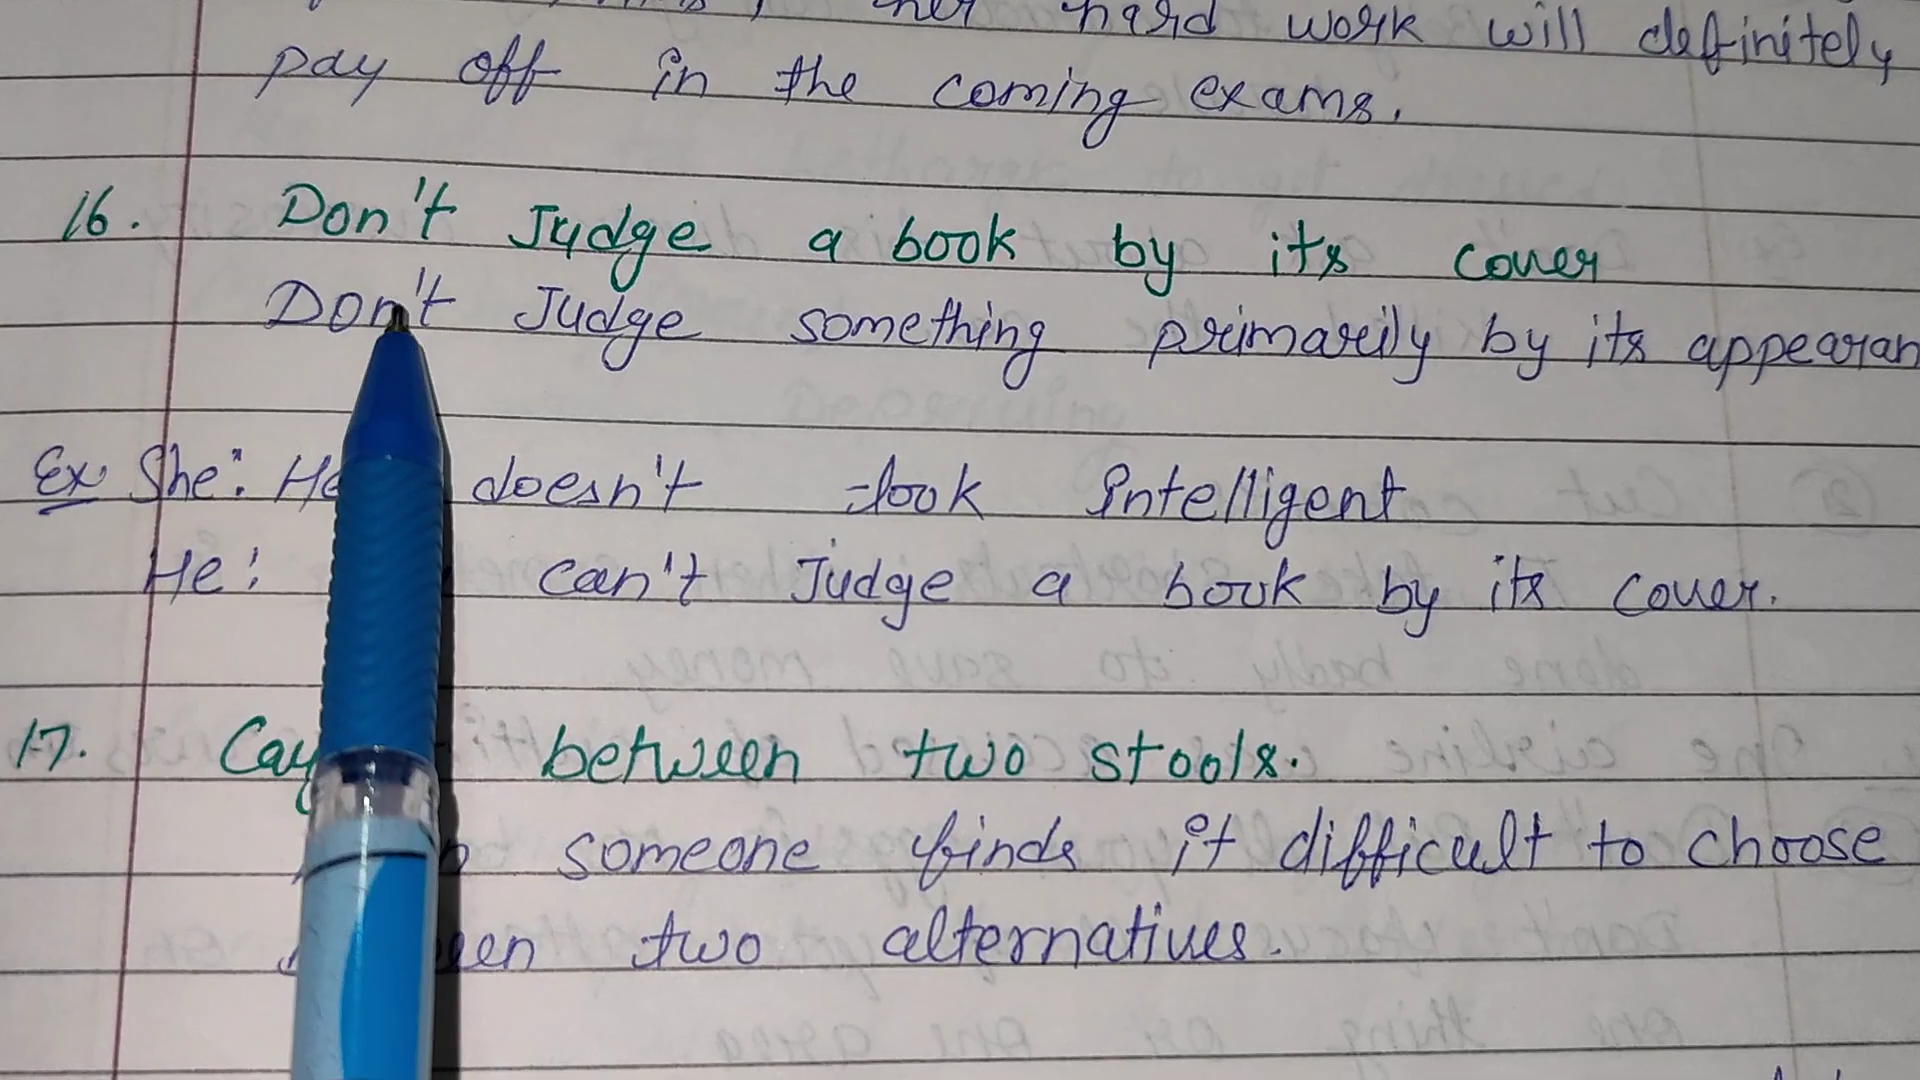 her hard work will definitely
pay off in the coming exams.
16. Don't Judge a book by its cover
Don't Judge something primarily by its appearan
Ex She: He doesn't look Intelligent
He: can't Judge a book by its cover.
17. between two stools.
someone finds it difficult to choose
two alternatives.